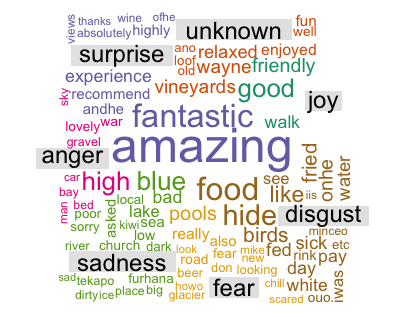 views thanks wine ofhe fun
absolutely highly unknown well
surprise ano relaxed enjoyed
loof
experience old wayne friendly
sky recommend vineyards good
andhe joy
lovely war fantastic walk
gravel
anger amazing fried onhe water
car high blue food see
bay like iis
man bed local bad
poor asked lake pools hide disgust
sorry kiwi sea minceo
river church low really birds sick etc
dark also fed rink pay
look fear mike
sadness road new day iwas
sad tekapo furhana beer don looking white
dirty ice place big howo fear chill ouo.
glacier scared